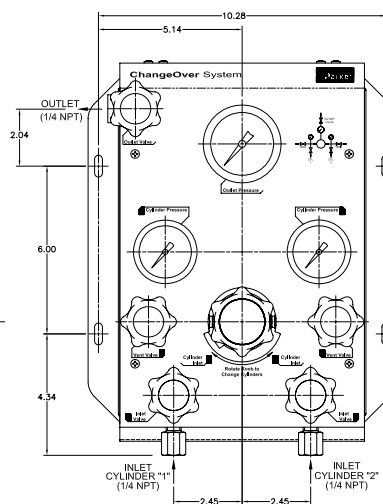 10.28
5.14
ChangeOver System
Parker
OUTLET
(1/4 NPT)
2.04
Outlet Valve
Outlet Pressure
Cylinder Pressure
Cylinder Pressure
6.00
Vent Valve
Vent Valve
Cylinder
Inlet
Cylinder
Inlet
Rotate Knob to
Change Cylinders
4.34
Inlet
Valve
Inlet
Valve
INLET
CYLINDER "1"
(1/4 NPT)
INLET
CYLINDER "2"
(1/4 NPT)
2.45
2.45